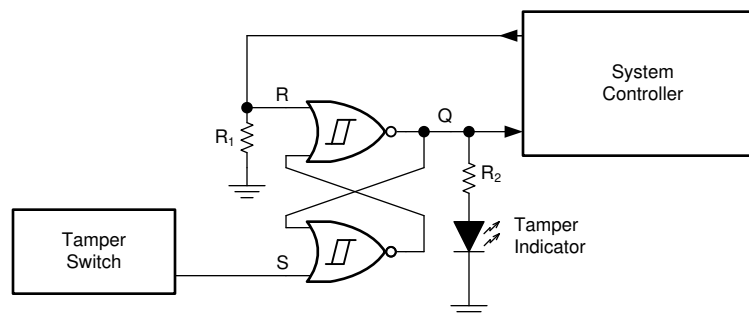 System
Controller
R
Q
R1
R2
Tamper
Switch
S
Tamper
Indicator